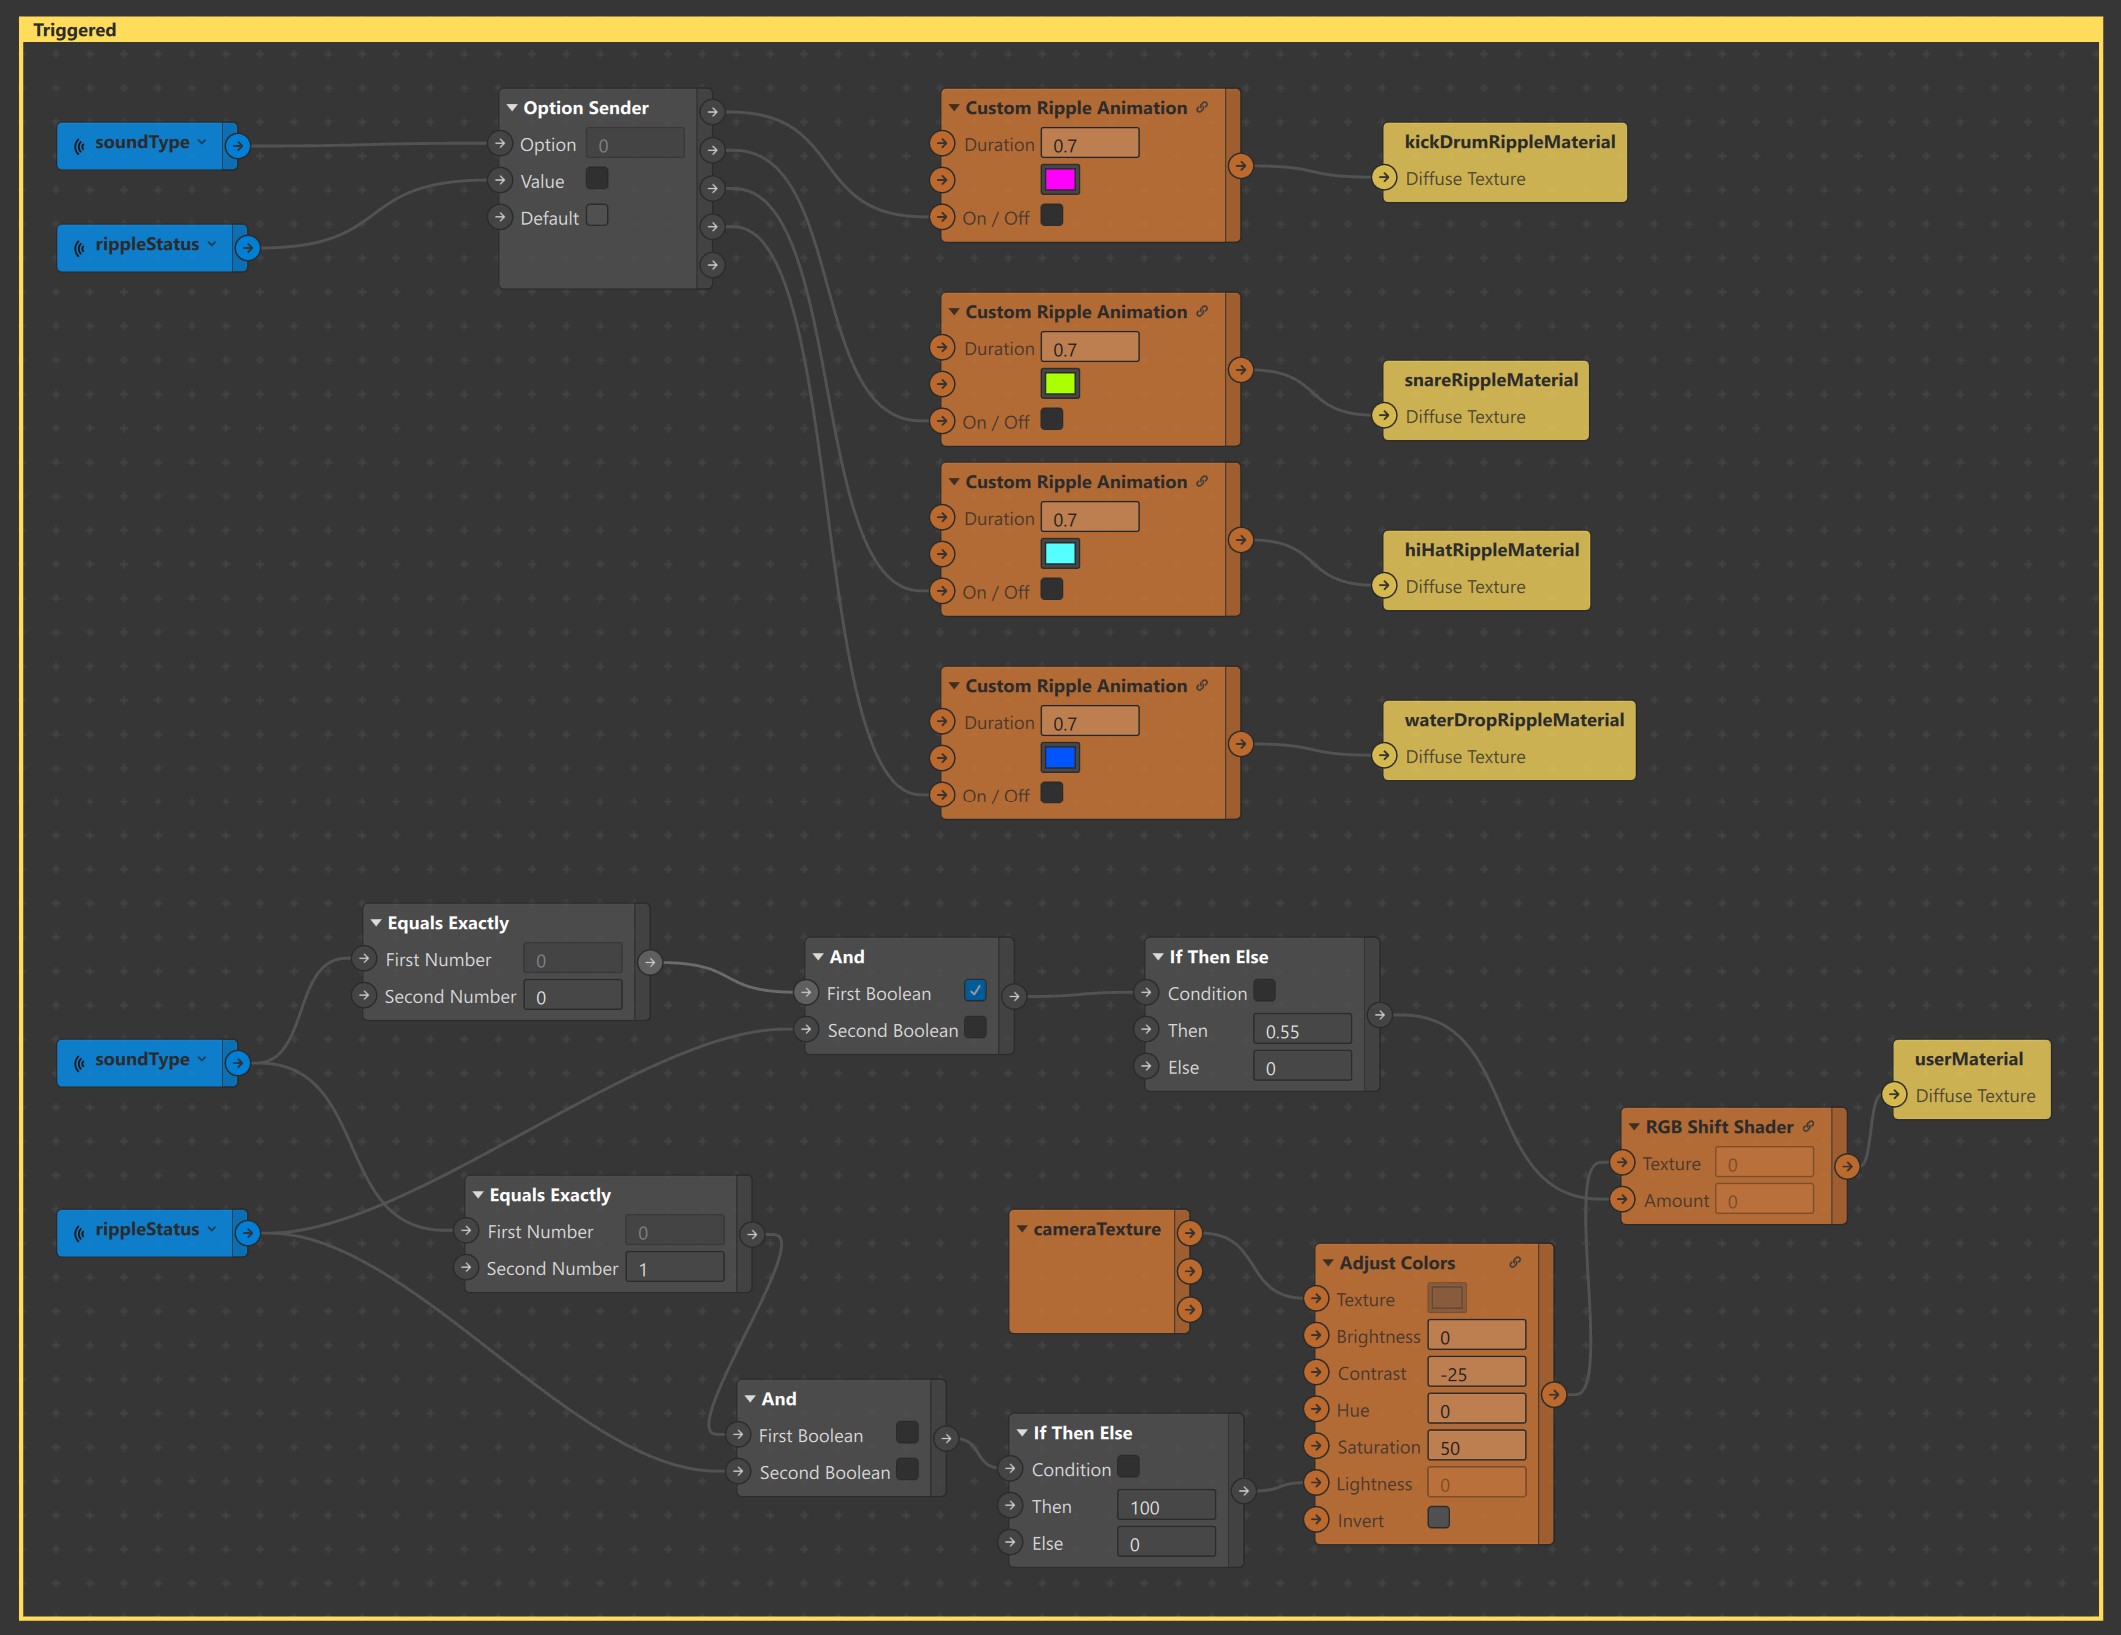 Triggered
soundType
rippleStatus
Option Sender
Option 0
Value
Default
Custom Ripple Animation
Duration 0.7
On / Off
kickDrumRippleMaterial
Diffuse Texture
Custom Ripple Animation
Duration 0.7
On / Off
snareRippleMaterial
Diffuse Texture
Custom Ripple Animation
Duration 0.7
On / Off
hiHatRippleMaterial
Diffuse Texture
Custom Ripple Animation
Duration 0.7
On / Off
waterDropRippleMaterial
Diffuse Texture
soundType
rippleStatus
Equals Exactly
First Number 0
Second Number 0
And
First Boolean
Second Boolean
If Then Else
Condition
Then 0.55
Else 0
Equals Exactly
First Number 0
Second Number 1
And
First Boolean
Second Boolean
If Then Else
Condition
Then 100
Else 0
cameraTexture
Adjust Colors
Texture
Brightness 0
Contrast -25
Hue 0
Saturation 50
Lightness 0
Invert
RGB Shift Shader
Texture 0
Amount 0
userMaterial
Diffuse Texture